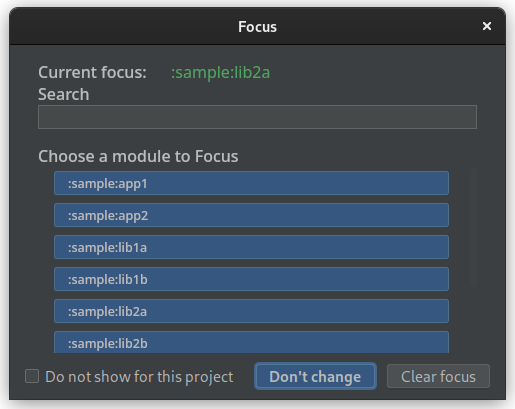 Focus
Current focus: :sample:lib2a
Search
Choose a module to Focus
:sample:app1
:sample:app2
:sample:lib1a
:sample:lib1b
:sample:lib2a
:sample:lib2b
Do not show for this project Don't change Clear focus